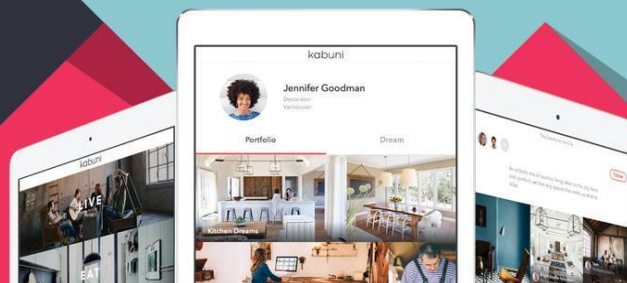 kabuni
Jennifer Goodman
Decorator
Vancouver
Portfolio
Dream
Kitchen Dreams
kabuni
LIVE
EAT
Follow